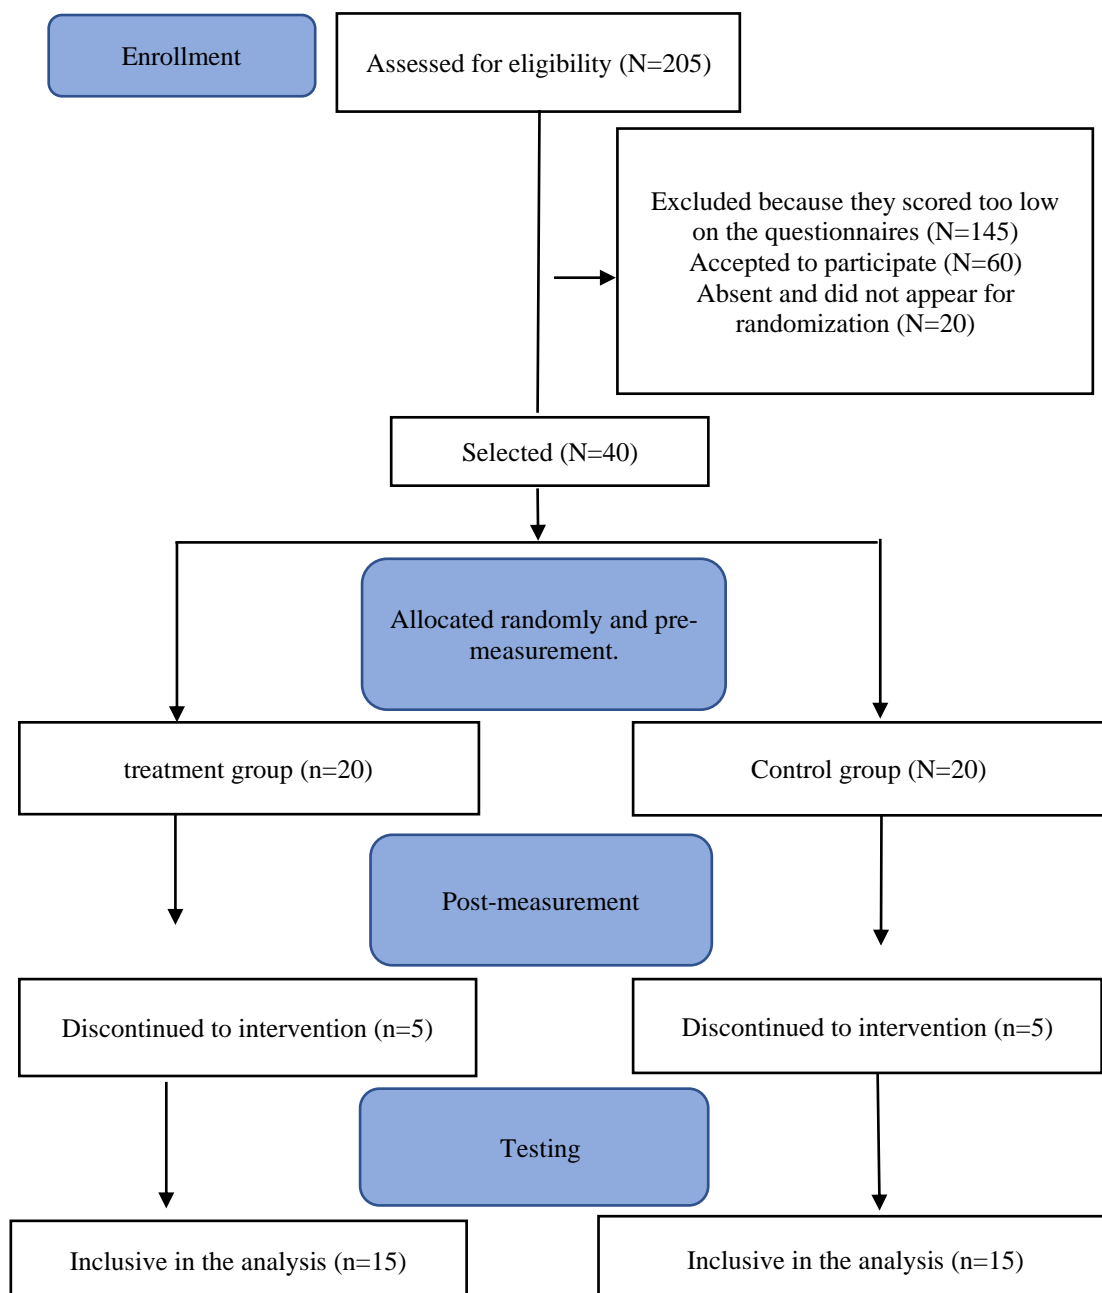 Enrollment
Assessed for eligibility (N=205)
Excluded because they scored too low
on the questionnaires (N=145)
Accepted to participate (N=60)
Absent and did not appear for
randomization (N=20)
Selected (N=40)
Allocated randomly and pre-
measurement.
treatment group (n=20)
Control group (N=20)
Post-measurement
Discontinued to intervention (n=5)
Discontinued to intervention (n=5)
Testing
Inclusive in the analysis (n=15)
Inclusive in the analysis (n=15)